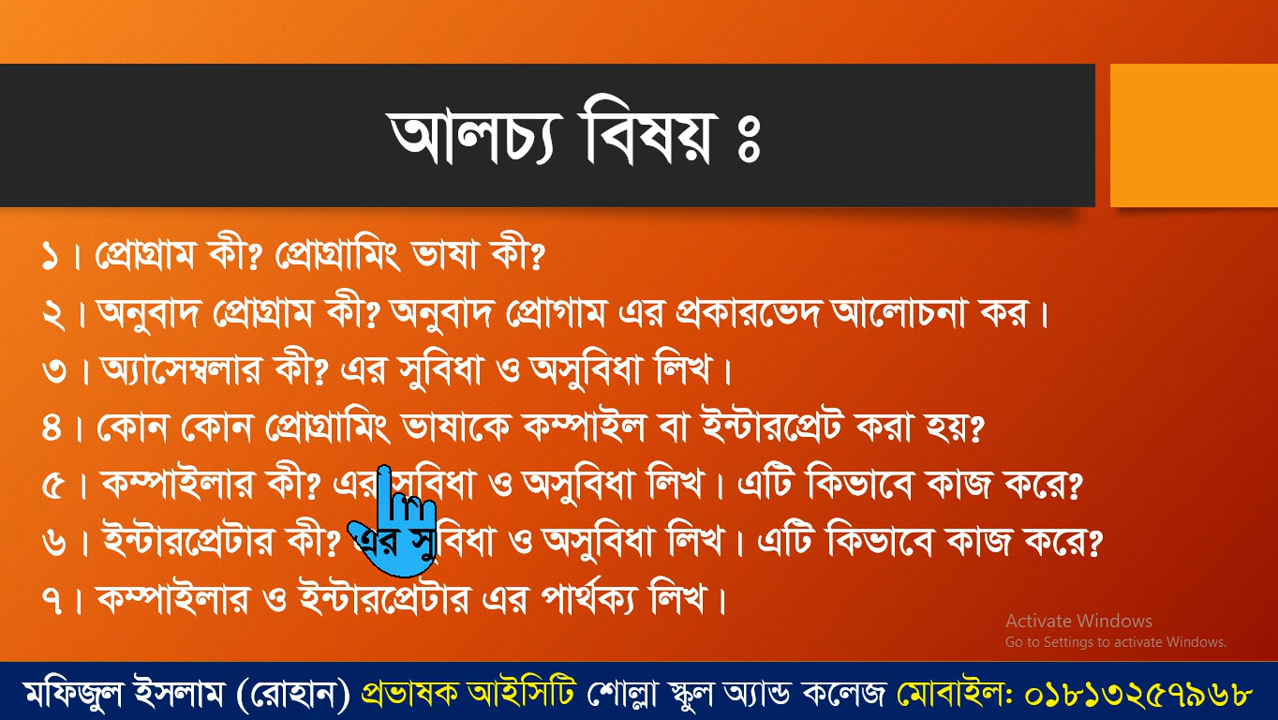 আলচ্য বিষয় ঃ
১। প্রোগ্রাম কী? প্রোগ্রামিং ভাষা কী?
২। অনুবাদ প্রোগ্রাম কী? অনুবাদ প্রোগাম এর প্রকারভেদ আলোচনা কর।
৩। অ্যাসেম্বলার কী? এর সুবিধা ও অসুবিধা লিখ।
৪। কোন কোন প্রোগ্রামিং ভাষাকে কম্পাইল বা ইন্টারপ্রেট করা হয়?
৫। কম্পাইলার কী? এর সুবিধা ও অসুবিধা লিখ। এটি কিভাবে কাজ করে?
৬। ইন্টারপ্রেটার কী? এর সুবিধা ও অসুবিধা লিখ। এটি কিভাবে কাজ করে?
৭। কম্পাইলার ও ইন্টারপ্রেটার এর পার্থক্য লিখ।
Activate Windows
Go to Settings to activate Windows.
মফিজুল ইসলাম (রোহান) প্রভাষক আইসিটি শোল্লা স্কুল অ্যান্ড কলেজ মোবাইল: ০১৮১৩২৫৭৯৬৮